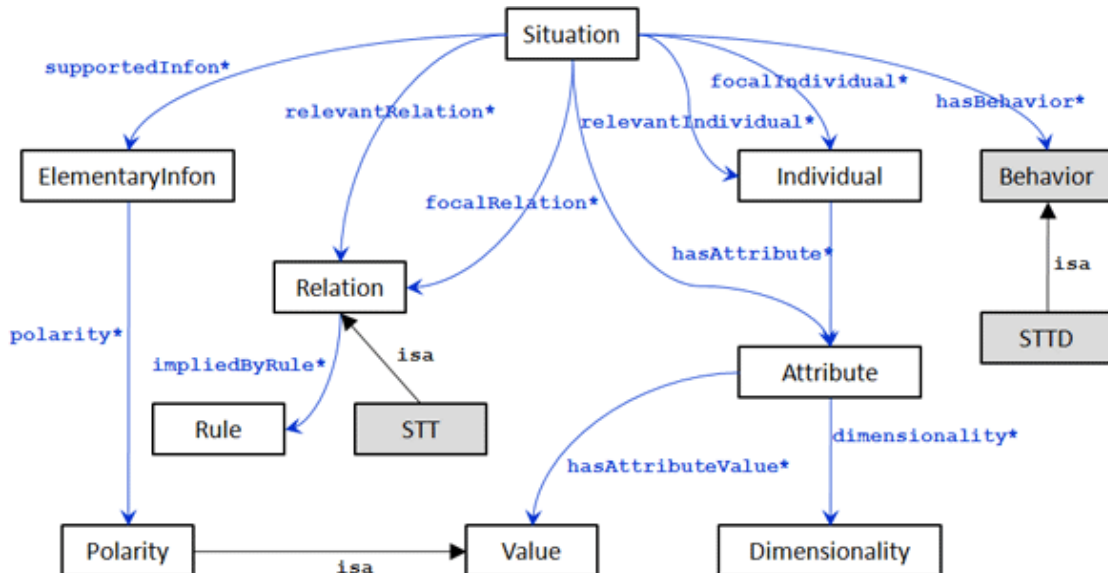 Situation
supportedInfon*
focalIndividual*
hasBehavior*
relevantRelation*
relevantIndividual*
ElementaryInfon
Individual
Behavior
focalRelation*
hasAttribute*
isa
Relation
polarity*
isa
STTD
impliedByRule*
Attribute
Rule
STT
dimensionality*
hasAttributeValue*
Polarity
Value
Dimensionality
isa